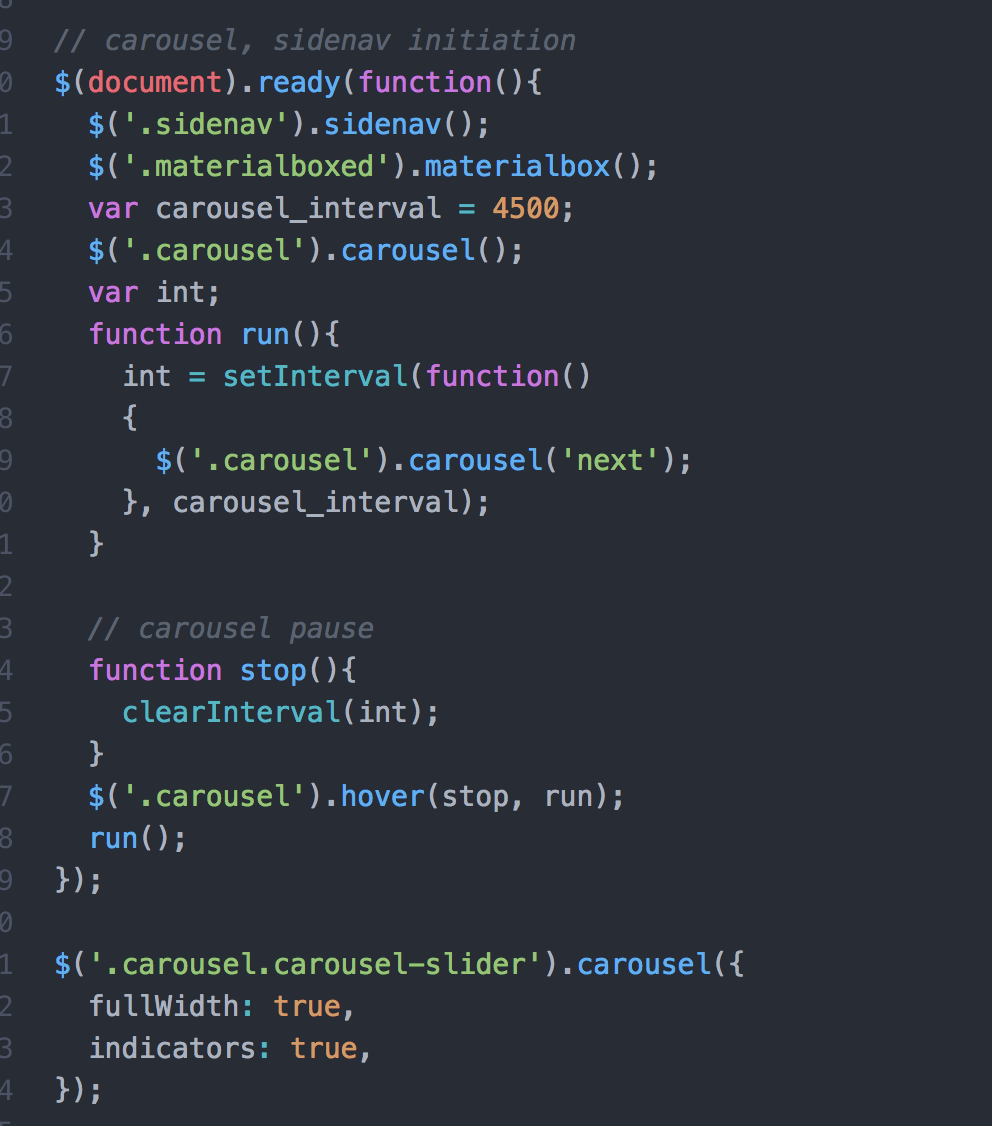 9 // carousel, sidenav initiation
0 $(document).ready(function(){
1   $('.sidenav').sidenav();
2   $('.materialboxed').materialbox();
3   var carousel_interval = 4500;
4   $('.carousel').carousel();
5   var int;
6   function run(){
7     int = setInterval(function()
8     {
9       $('.carousel').carousel('next');
0     }, carousel_interval);
1   }
2
3   // carousel pause
4   function stop(){
5     clearInterval(int);
6   }
7   $('.carousel').hover(stop, run);
8   run();
9 });
0
1 $('.carousel.carousel-slider').carousel({
2   fullWidth: true,
3   indicators: true,
4 });